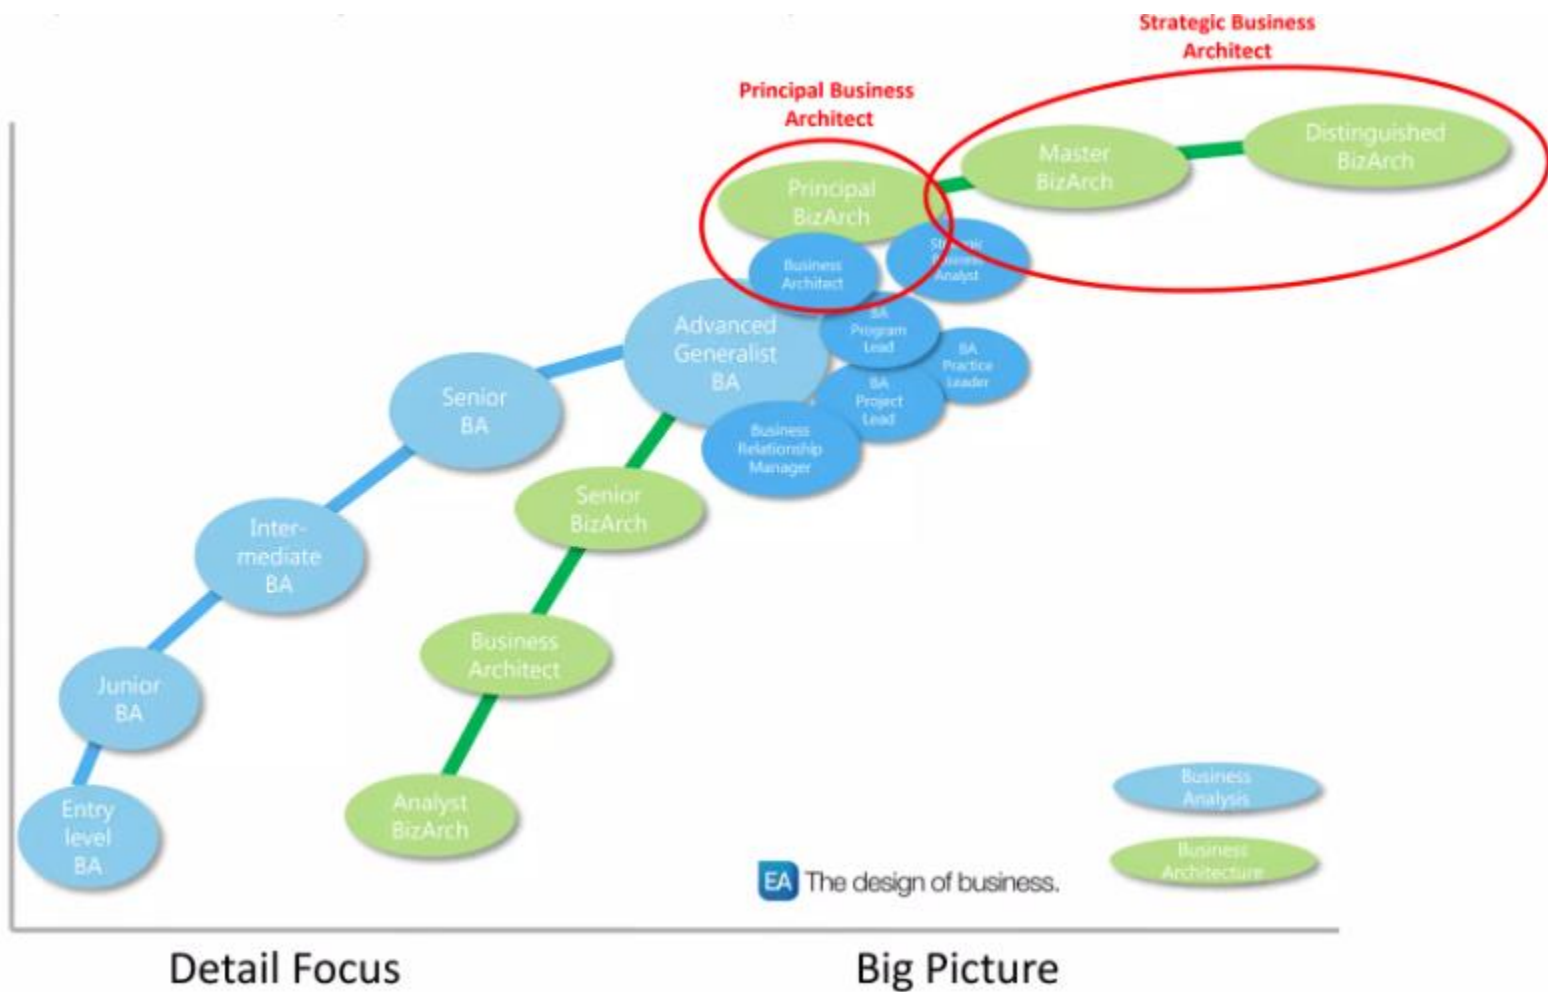 Strategic Business
Architect
Principal Business
Architect
Distinguished
BizArch
Master
BizArch
Principal
BizArch
Strategic
Business
Analyst
Business
Architect
Advanced
Generalist
BA
BA
Program
Lead
BA
Practice
Leader
BA
Project
Lead
Business
Relationship
Manager
Senior
BA
Senior
BizArch
Inter-
mediate
BA
Business
Architect
Junior
BA
Entry
level
BA
Analyst
BizArch
Business
Analysis
Business
Architecture
EA The design of business.
Detail Focus
Big Picture